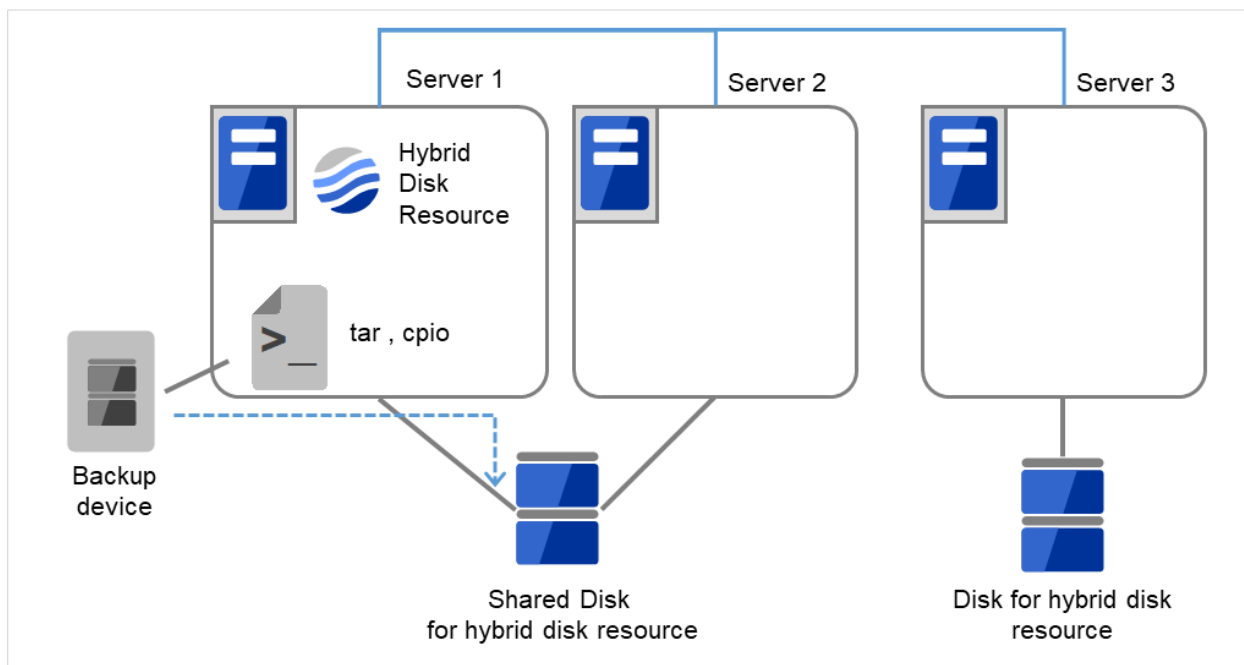 Server 1
Server 2
Server 3
Hybrid
Disk
Resource
>_
tar , cpio
Backup
device
Shared Disk
for hybrid disk resource
Disk for hybrid disk
resource